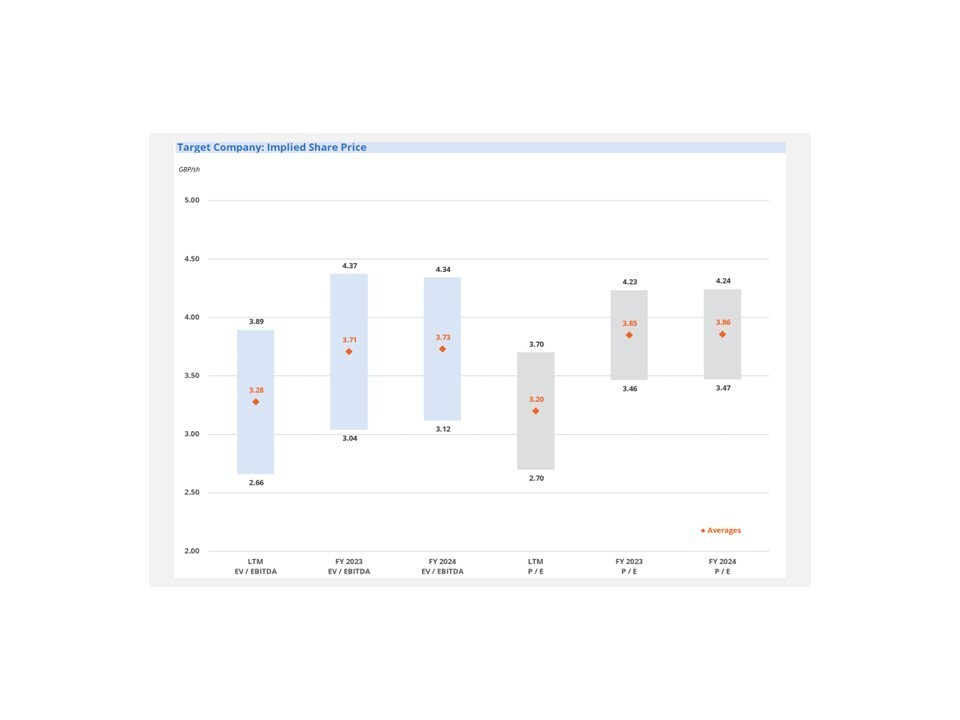 Target Company: Implied Share Price
GBP/sh
5.00
4.50
4.00
3.50
3.00
2.50
2.00
3.89
3.28
2.66
4.37
3.71
3.04
4.34
3.73
3.12
3.70
3.20
2.70
4.23
3.85
3.46
4.24
3.86
3.47
Averages
LTM
EV / EBITDA
FY 2023
EV / EBITDA
FY 2024
EV / EBITDA
LTM
P / E
FY 2023
P / E
FY 2024
P / E